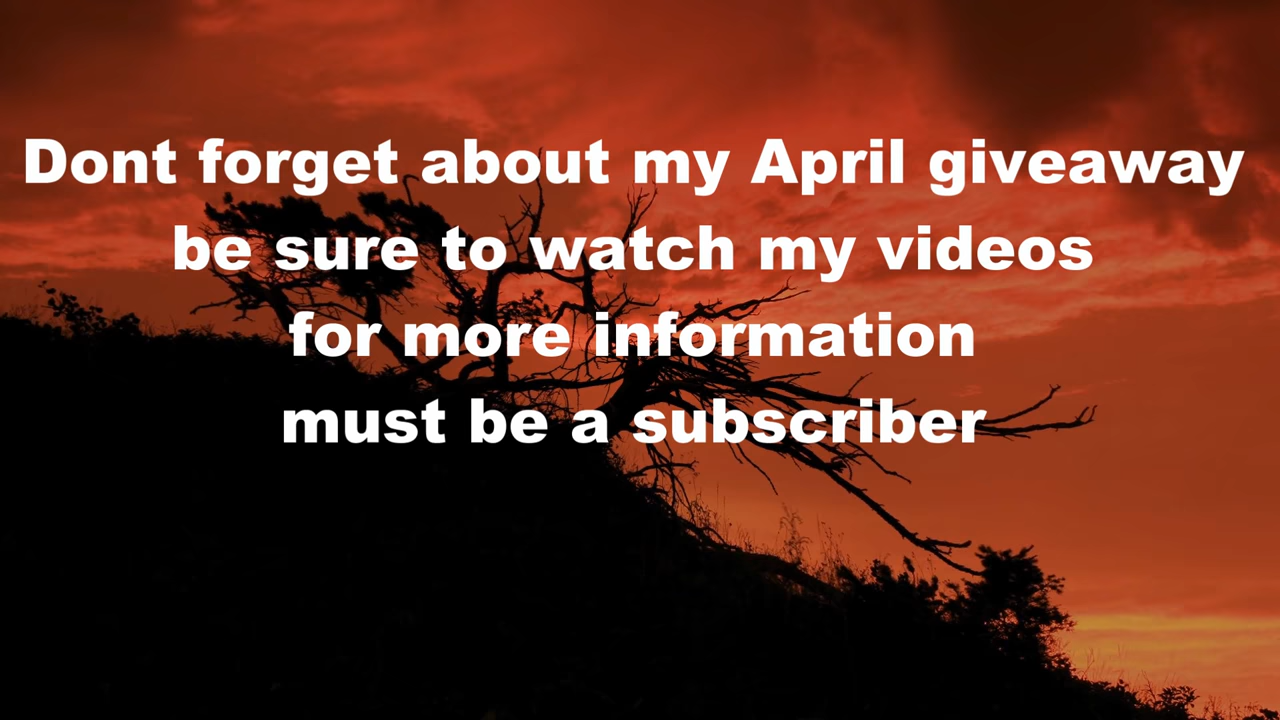 Dont forget about my April giveaway
be sure to watch my videos
for more information
must be a subscriber